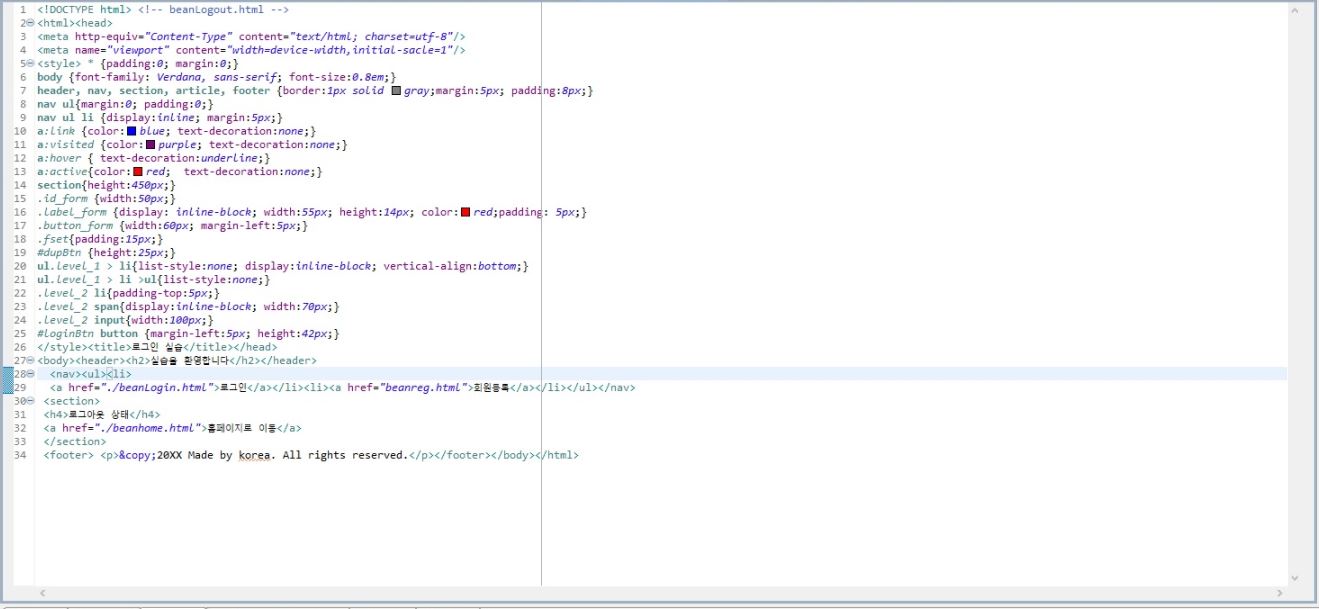 1 <!DOCTYPE html> <!-- beanLogout.html -->
2 <html><head>
3 <meta http-equiv="Content-Type" content="text/html; charset=utf-8"/>
4 <meta name="viewport" content="width=device-width,initial-sacle=1"/>
5 <style> * {padding:0; margin:0;}
6 body {font-family: Verdana, sans-serif; font-size:0.8em;}
7 header, nav, section, article, footer {border:1px solid gray;margin:5px; padding:8px;}
8 nav ul{margin:0; padding:0;}
9 nav ul li {display:inline; margin:5px;}
10 a:link {color:blue; text-decoration:none;}
11 a:visited {color:purple; text-decoration:none;}
12 a:hover { text-decoration:underline;}
13 a:active{color:red;  text-decoration:none;}
14 section{height:450px;}
15 .id_form {width:50px;}
16 .label_form {display: inline-block; width:55px; height:14px; color:red;padding: 5px;}
17 .button_form {width:60px; margin-left:5px;}
18 .fset{padding:15px;}
19 #dupBtn {height:25px;}
20 ul.level_1 > li{list-style:none; display:inline-block; vertical-align:bottom;}
21 ul.level_1 > li >ul{list-style:none;}
22 .level_2 li{padding-top:5px;}
23 .level_2 span{display:inline-block; width:70px;}
24 .level_2 input{width:100px;}
25 #loginBtn button {margin-left:5px; height:42px;}
26 </style><title>로그인 실습</title></head>
27 <body><header><h2>실습을 환영합니다</h2></header>
28 <nav><ul><li>
29 <a href="./beanLogin.html">로그인</a></li><li><a href="beanreg.html">회원등록</a></li></ul></nav>
30 <section>
31 <h4>로그아웃 상태</h4>
32 <a href="./beanhome.html">홈페이지로 이동</a>
33 </section>
34 <footer> <p>&copy;20XX Made by korea. All rights reserved.</p></footer></body></html>